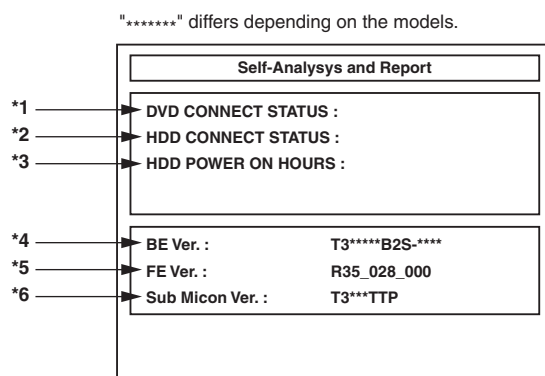 "*******" differs depending on the models.
Self-Analysys and Report
*1 DVD CONNECT STATUS :
*2 HDD CONNECT STATUS :
*3 HDD POWER ON HOURS :
*4 BE Ver. : T3*****B2S-****
*5 FE Ver. : R35_028_000
*6 Sub Micon Ver. : T3***TTP